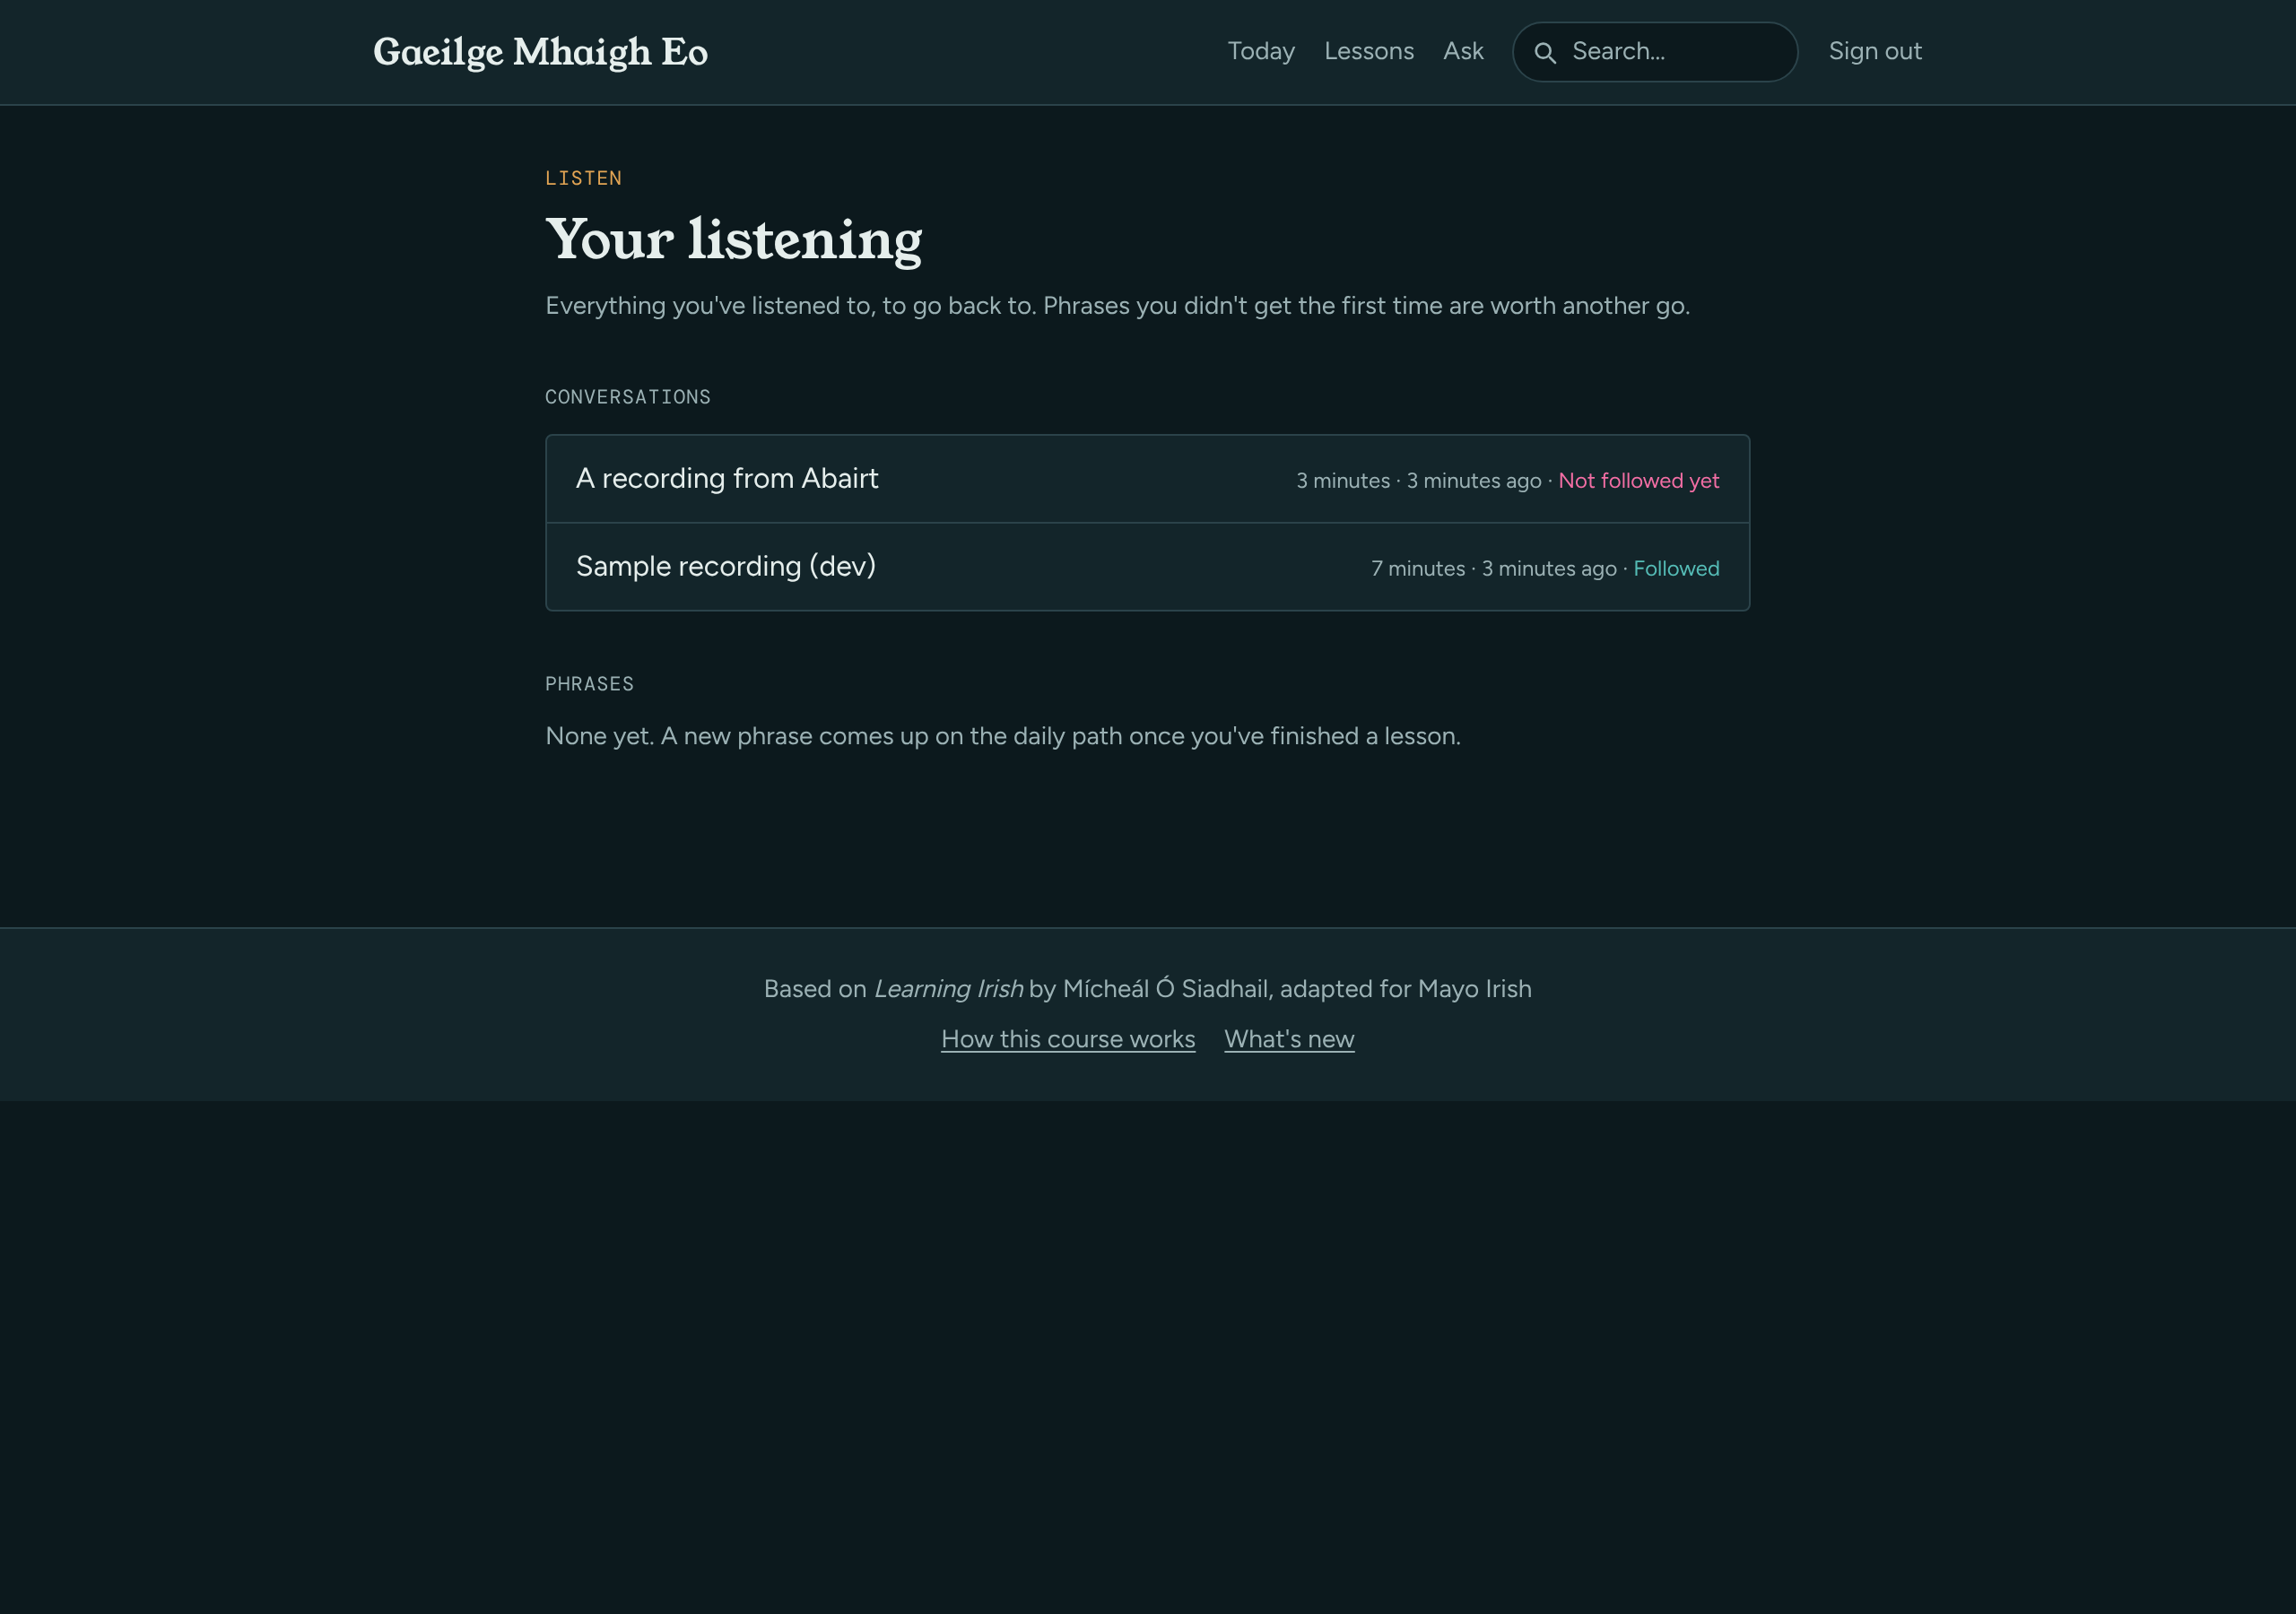 Gaeilge Mhaigh Eo
Today Lessons Ask Search... Sign out
LISTEN
Your listening
Everything you've listened to, to go back to. Phrases you didn't get the first time are worth another go.
CONVERSATIONS
A recording from Abairt 3 minutes · 3 minutes ago · Not followed yet
Sample recording (dev) 7 minutes · 3 minutes ago · Followed
PHRASES
None yet. A new phrase comes up on the daily path once you've finished a lesson.
Based on Learning Irish by Mícheál Ó Siadhail, adapted for Mayo Irish
How this course works What's new